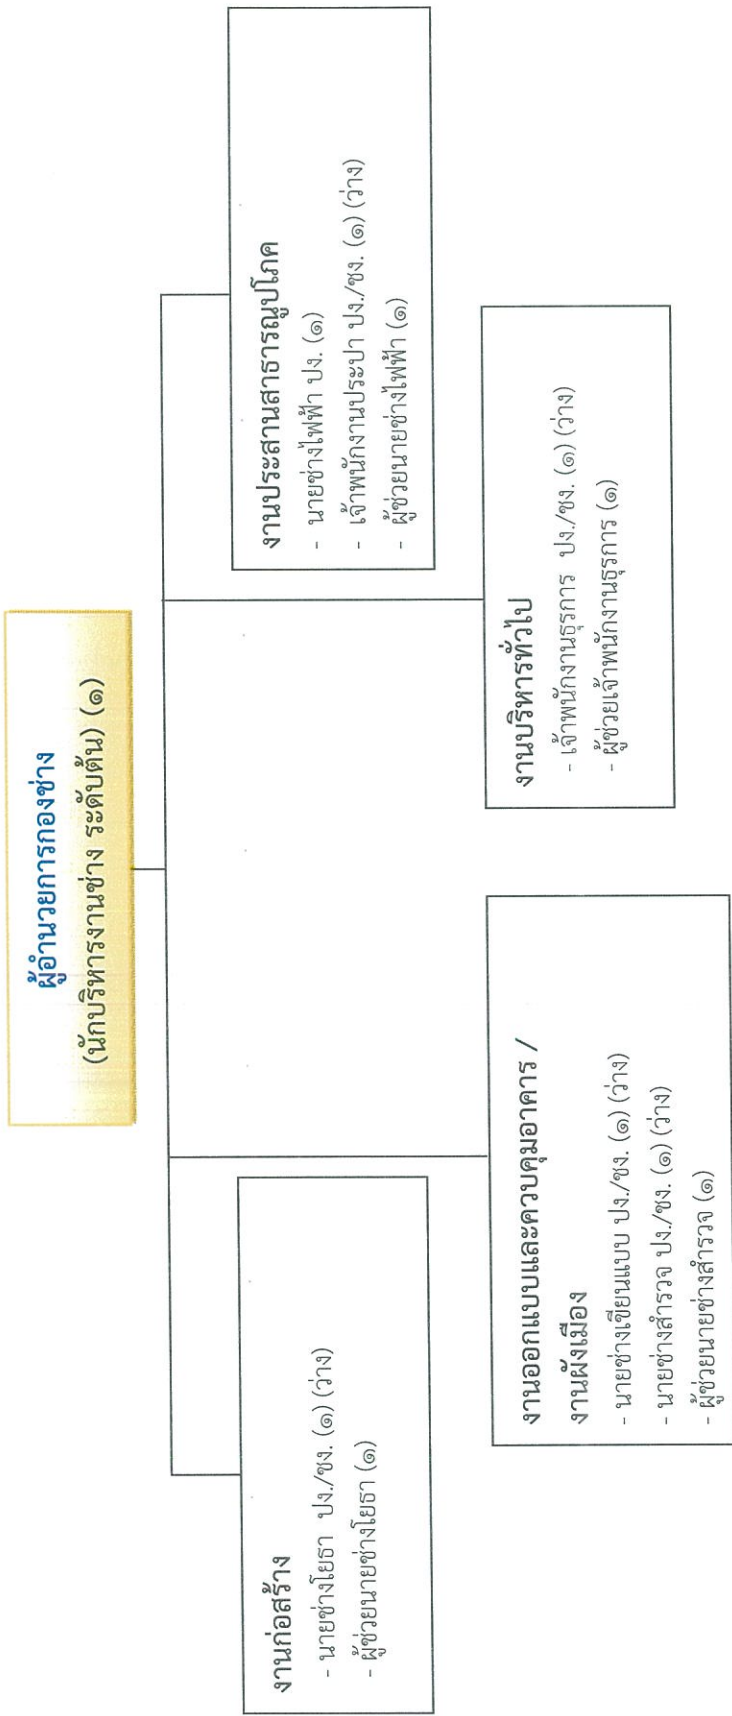 ผู้อำนวยการกองช่าง
(นักบริหารงานช่าง ระดับต้น) (๑)
งานก่อสร้าง
- นายช่างโยธา ปง./ชง. (๑) (ว่าง)
- ผู้ช่วยนายช่างโยธา (๑)
งานออกแบบและควบคุมอาคาร /
งานผังเมือง
- นายช่างเขียนแบบ ปง./ชง. (๑) (ว่าง)
- นายช่างสำรวจ ปง./ชง. (๑) (ว่าง)
- ผู้ช่วยนายช่างสำรวจ (๑)
งานบริหารทั่วไป
- เจ้าพนักงานธุรการ ปง./ชง. (๑) (ว่าง)
- ผู้ช่วยเจ้าพนักงานธุรการ (๑)
งานประสานสาธารณูปโภค
- นายช่างไฟฟ้า ปง. (๑)
- เจ้าพนักงานประปา ปง./ชง. (๑) (ว่าง)
- ผู้ช่วยนายช่างไฟฟ้า (๑)